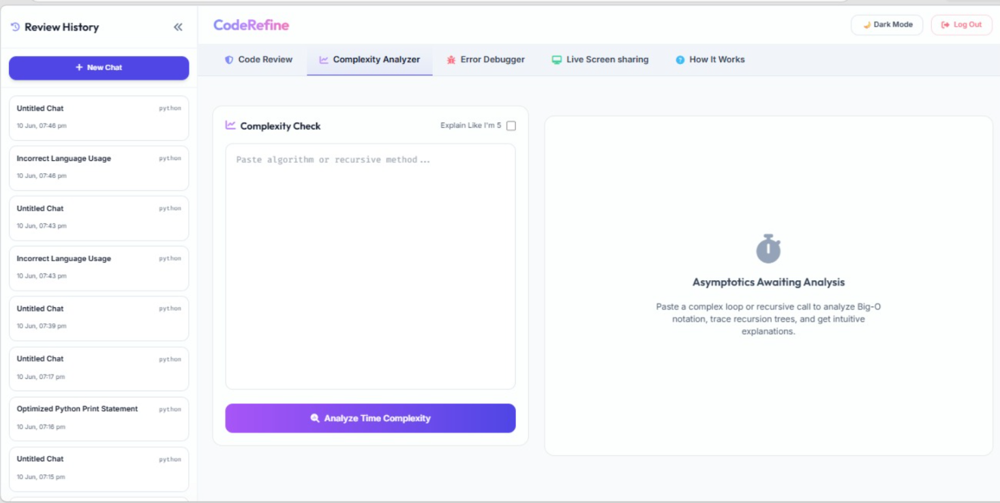 Review History
New Chat
Untitled Chat python
10 Jun, 07:46 pm
Incorrect Language Usage python
10 Jun, 07:46 pm
Untitled Chat python
10 Jun, 07:43 pm
Incorrect Language Usage python
10 Jun, 07:43 pm
Untitled Chat python
10 Jun, 07:39 pm
Untitled Chat python
10 Jun, 07:17 pm
Optimized Python Print Statement python
10 Jun, 07:16 pm
Untitled Chat python
10 Jun, 07:15 pm
CodeRefine
Dark Mode
Log Out
Code Review
Complexity Analyzer
Error Debugger
Live Screen sharing
How It Works
Complexity Check
Explain Like I'm 5
Paste algorithm or recursive method...
Analyze Time Complexity
Asymptotics Awaiting Analysis
Paste a complex loop or recursive call to analyze Big-O
notation, trace recursion trees, and get intuitive
explanations.